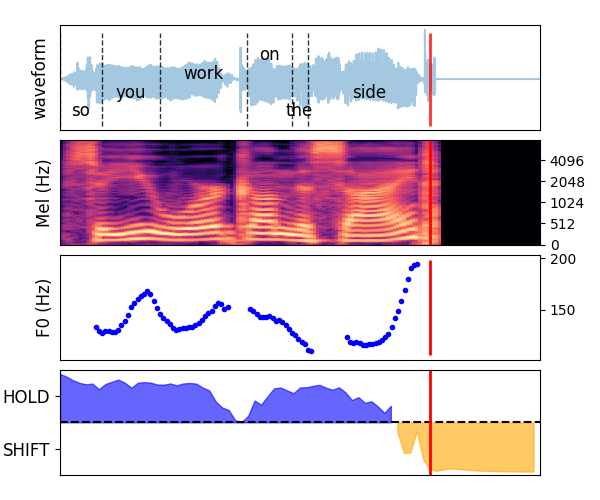 waveform
so you work on the side
Mel (Hz)
4096
2048
1024
512
0
F0 (Hz)
200
150
HOLD
SHIFT